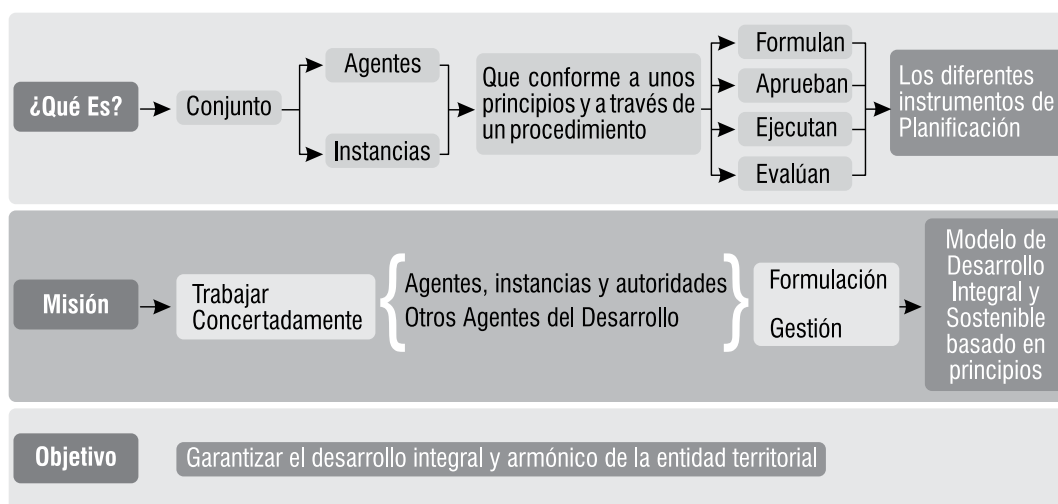 ¿Qué Es?
Conjunto
Agentes
Instancias
Que conforme a unos
principios y a través de
un procedimiento
Formulan
Aprueban
Ejecutan
Evalúan
Los diferentes
instrumentos de
Planificación
Misión
Trabajar
Concertadamente
Agentes, instancias y autoridades
Otros Agentes del Desarrollo
Formulación
Gestión
Modelo de
Desarrollo
Integral y
Sostenible
basado en
principios
Objetivo
Garantizar el desarrollo integral y armónico de la entidad territorial